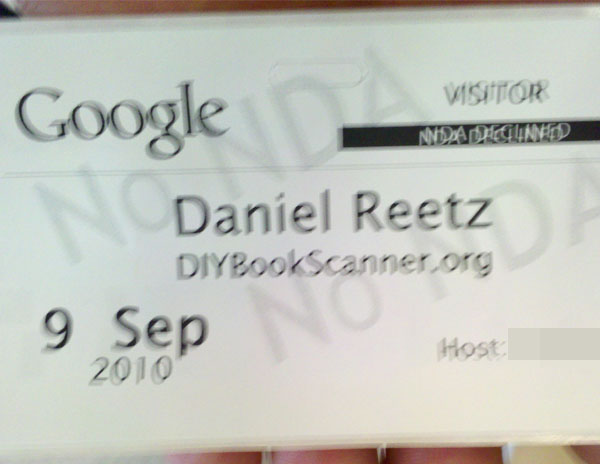 Google
VISITOR
NDA DECLINED
No NDA
Daniel Reetz
DIYBookScanner.org
No NDA
9 Sep
2010
Host: